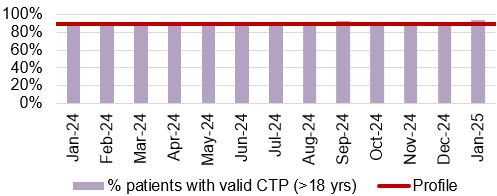 100%
80%
60%
40%
20%
0%
Jan-24
Feb-24
Mar-24
Apr-24
May-24
Jun-24
Jul-24
Aug-24
Sep-24
Oct-24
Nov-24
Dec-24
Jan-25
% patients with valid CTP (>18 yrs) Profile